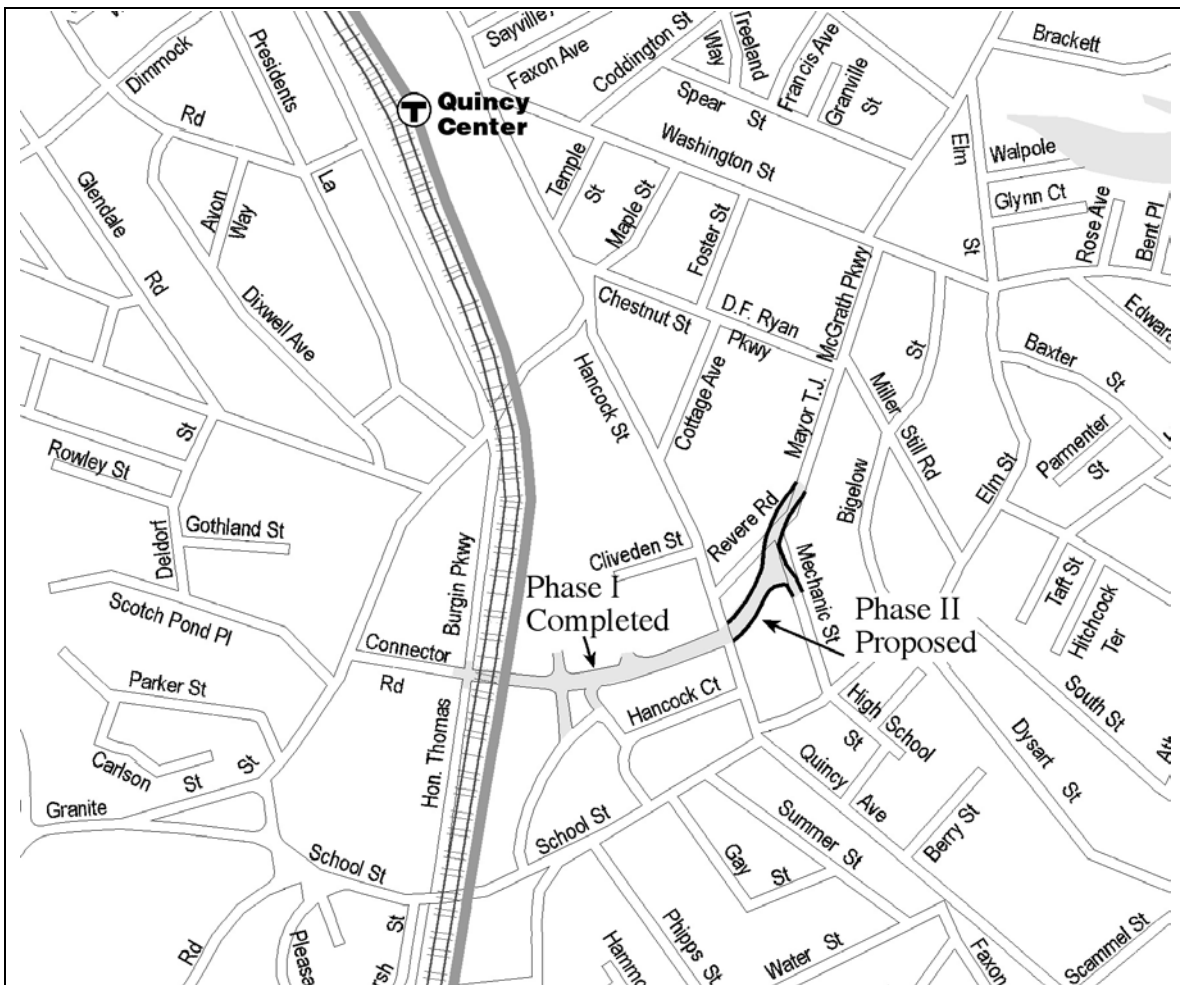 Dimmock
Rd
Presidents
La
Quincy
Center
T
Sayville
Faxon Ave
Coddington St
Way
Treeland
Francis Ave
Granville
St
Spear St
Washington St
Brackett
Elm
St
Walpole
Glynn Ct
Rose Ave
Bent Pl
Edwara
Glendale
Rd
Avon
Way
Dixwell Ave
Temple
St
Maple St
Foster St
Chestnut St
D.F. Ryan
Pkwy
Mayor T.J. McGrath Pkwy
Hancock St
Cottage Ave
Miller
Still Rd
St
Bigelow
Baxter
St
Parmenter
St
Elm St
St
Rowley St
Deldorf
Gothland St
Scotch Pond Pl
Burgin Pkwy
Hon. Thomas
Connector
Rd
Cliveden St
Revere Rd
Mechanic St
Phase I
Completed
Phase II
Proposed
Taft St
Hitchcock
Ter
South St
Ath
Dysart
St
Parker St
Carlson
St
St
Granite
Rd
Hancock Ct
High School
St
Quincy
Ave
Berry St
School St
School St
Gay
St
Summer St
Pleasa
rsh
St
Phipps St
Hammo
Water St
Faxon
Scammel St